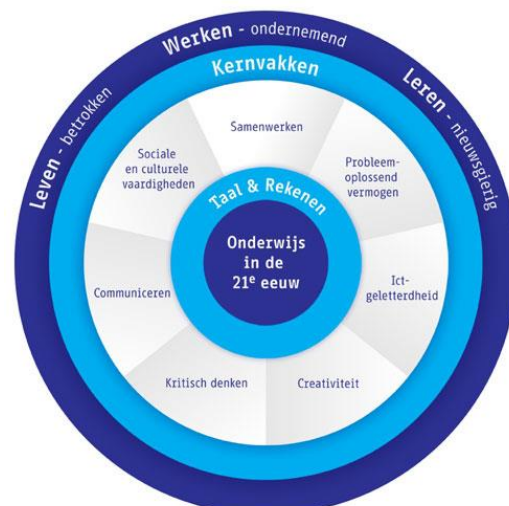 Werken - ondernemend
Leven - betrokken
Leren - nieuwsgierig
Kernvakken
Samenwerken
Probleem-
oplossend
vermogen
Ict-
geletterdheid
Creativiteit
Kritisch denken
Communiceren
Sociale
en culturele
vaardigheden
Taal & Rekenen
Onderwijs
in de
21e eeuw